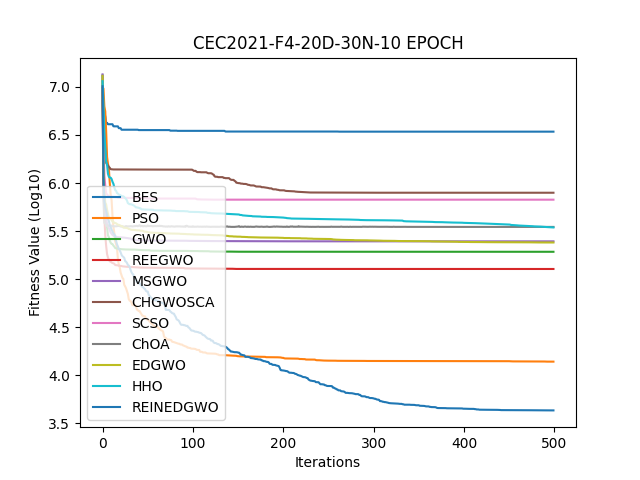 CEC2021-F4-20D-30N-10 EPOCH
Fitness Value (Log10)
7.0
6.5
6.0
5.5
5.0
4.5
4.0
3.5
BES
PSO
GWO
REEGWO
MSGWO
CHGWOSCA
SCSO
ChOA
EDGWO
HHO
REINEDGWO
0 100 200 300 400 500
Iterations